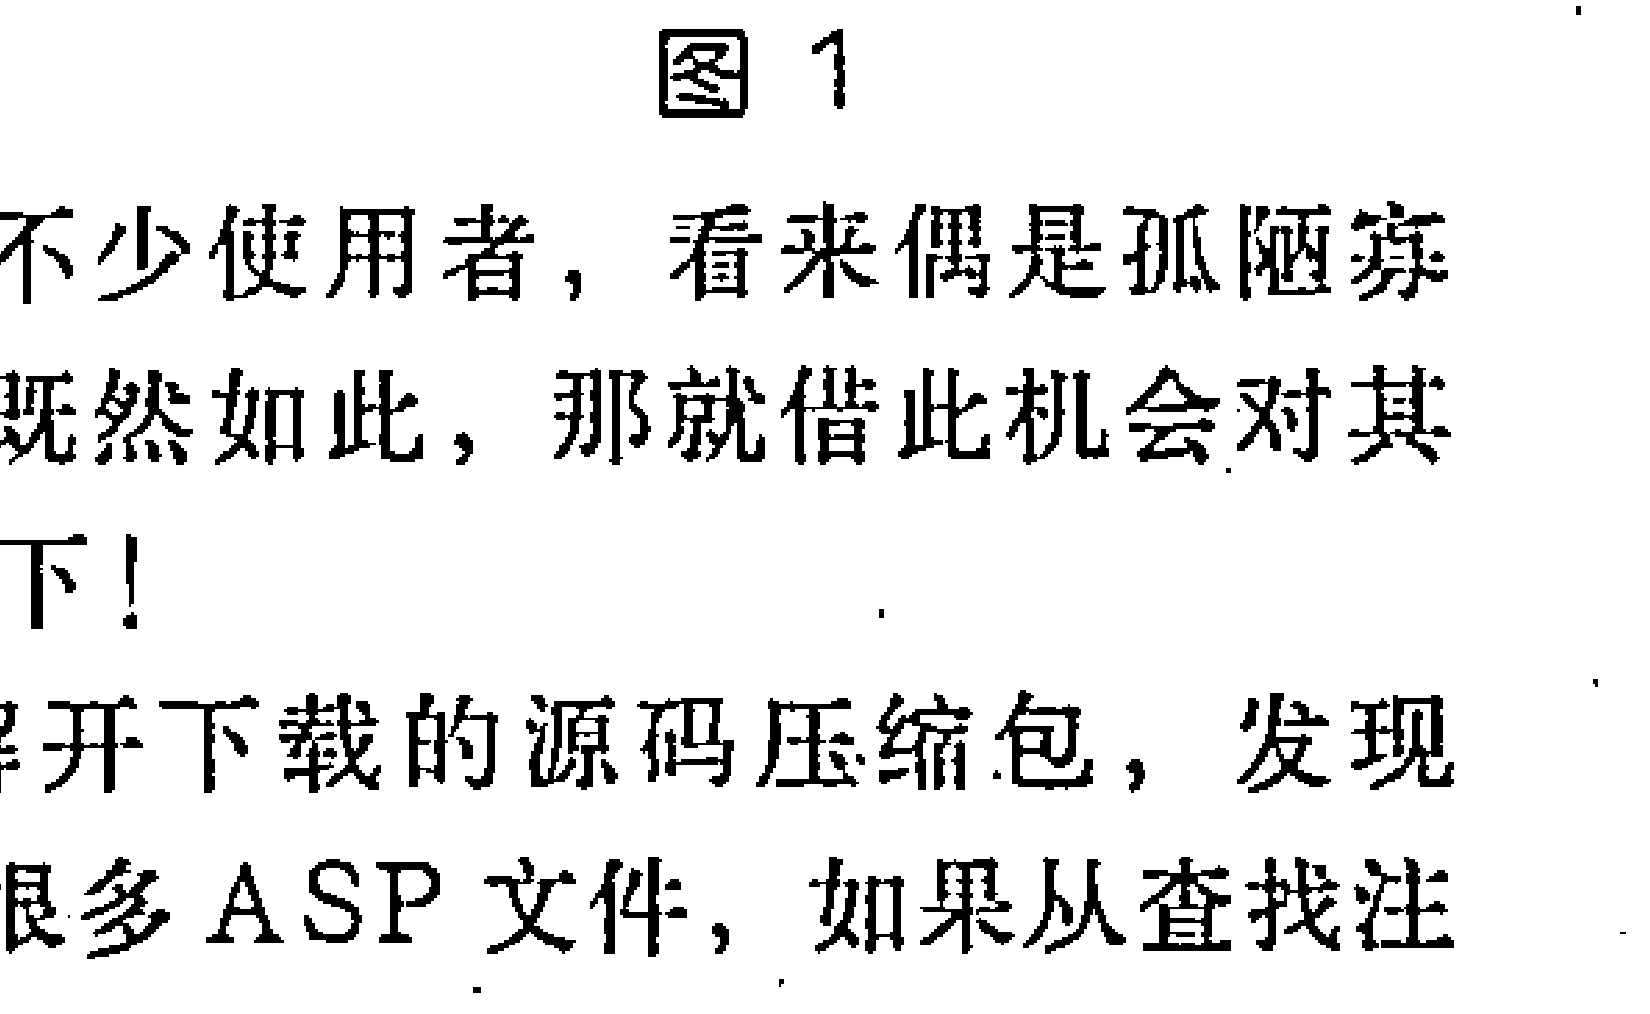 图 1
不少使用者，看来偶是孤陋寡
既然如此，那就借此机会对其
下！
解开下载的源码压缩包，发现
很多 ASP 文件，如果从查找注